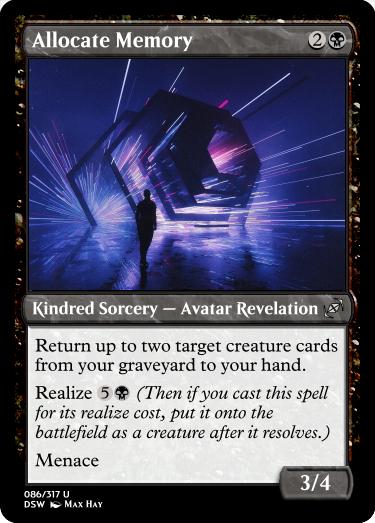 Allocate Memory 2
Kindred Sorcery — Avatar Revelation
Return up to two target creature cards
from your graveyard to your hand.
Realize 5 (Then if you cast this spell
for its realize cost, put it onto the
battlefield as a creature after it resolves.)
Menace
3/4
086/317 U
DSW Max Hay